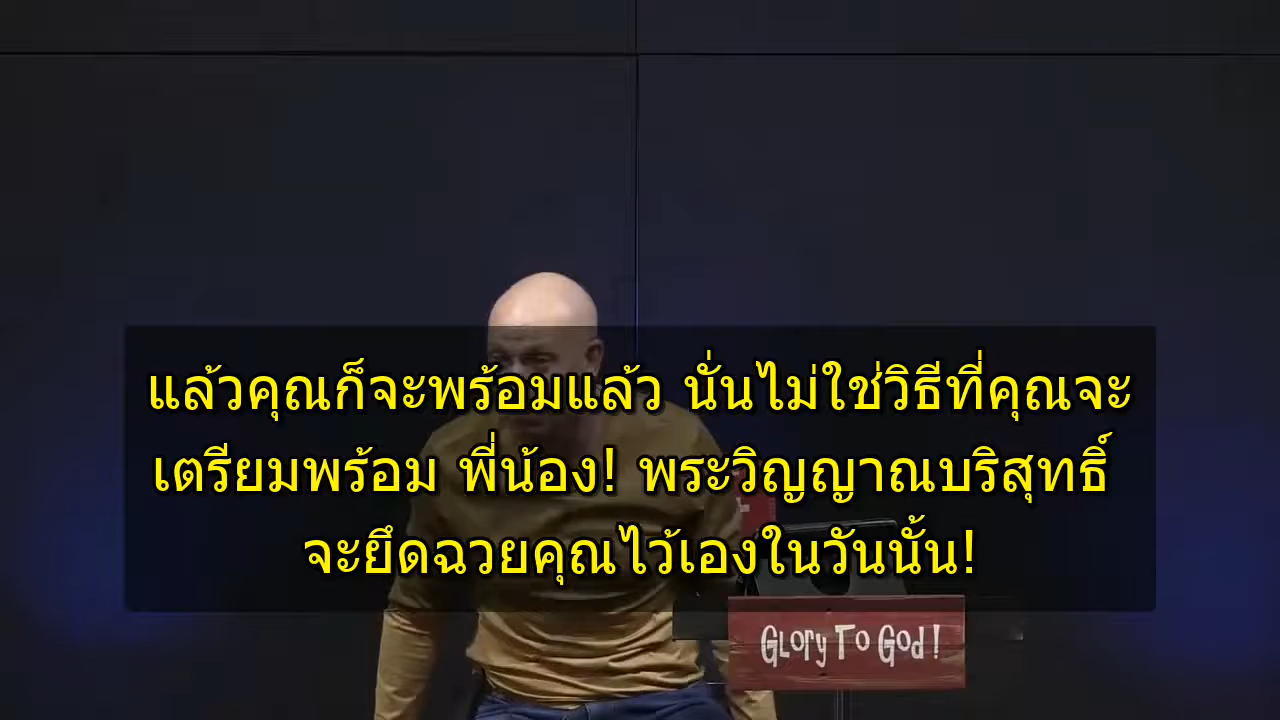 แล้วคุณก็จะพร้อมแล้ว นั่นไม่ใช่วิธีที่คุณจะ
เตรียมพร้อม พี่น้อง! พระวิญญาณบริสุทธิ์
จะยึดฉวยคุณไว้เองในวันนั้น!
Glory To God!